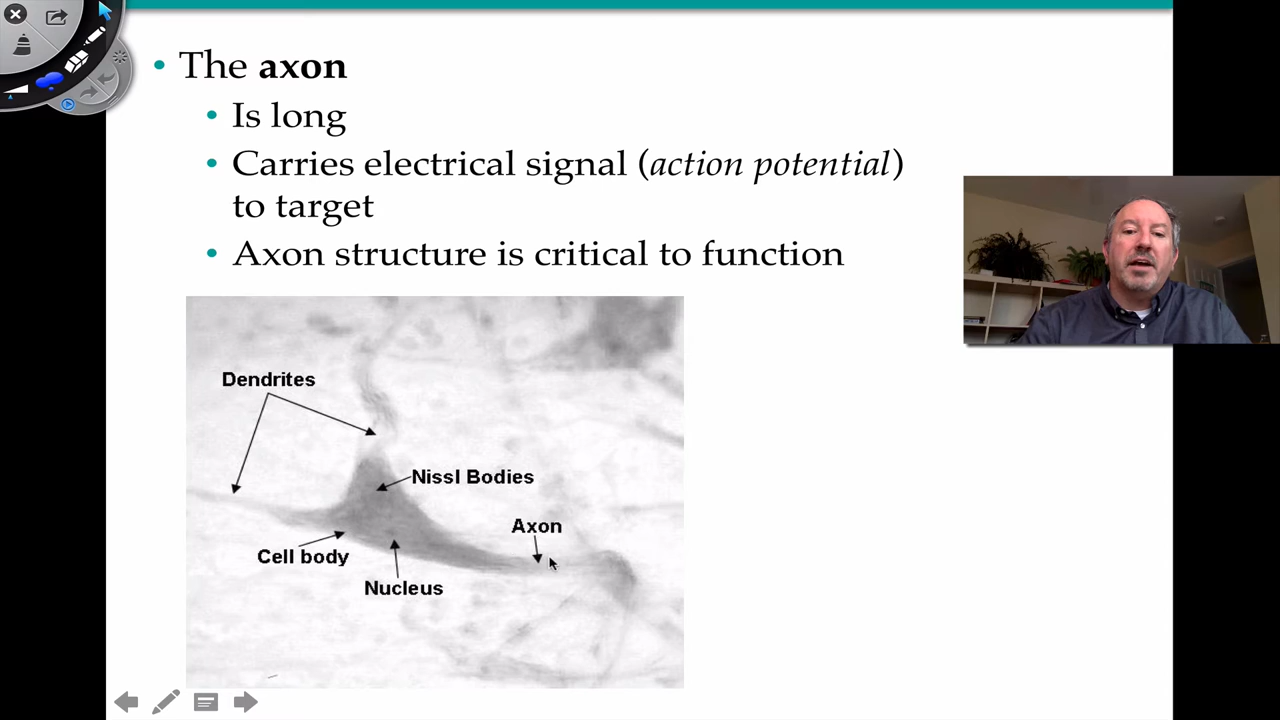 The axon
Is long
Carries electrical signal (action potential)
to target
Axon structure is critical to function
Dendrites
Nissl Bodies
Axon
Cell body
Nucleus